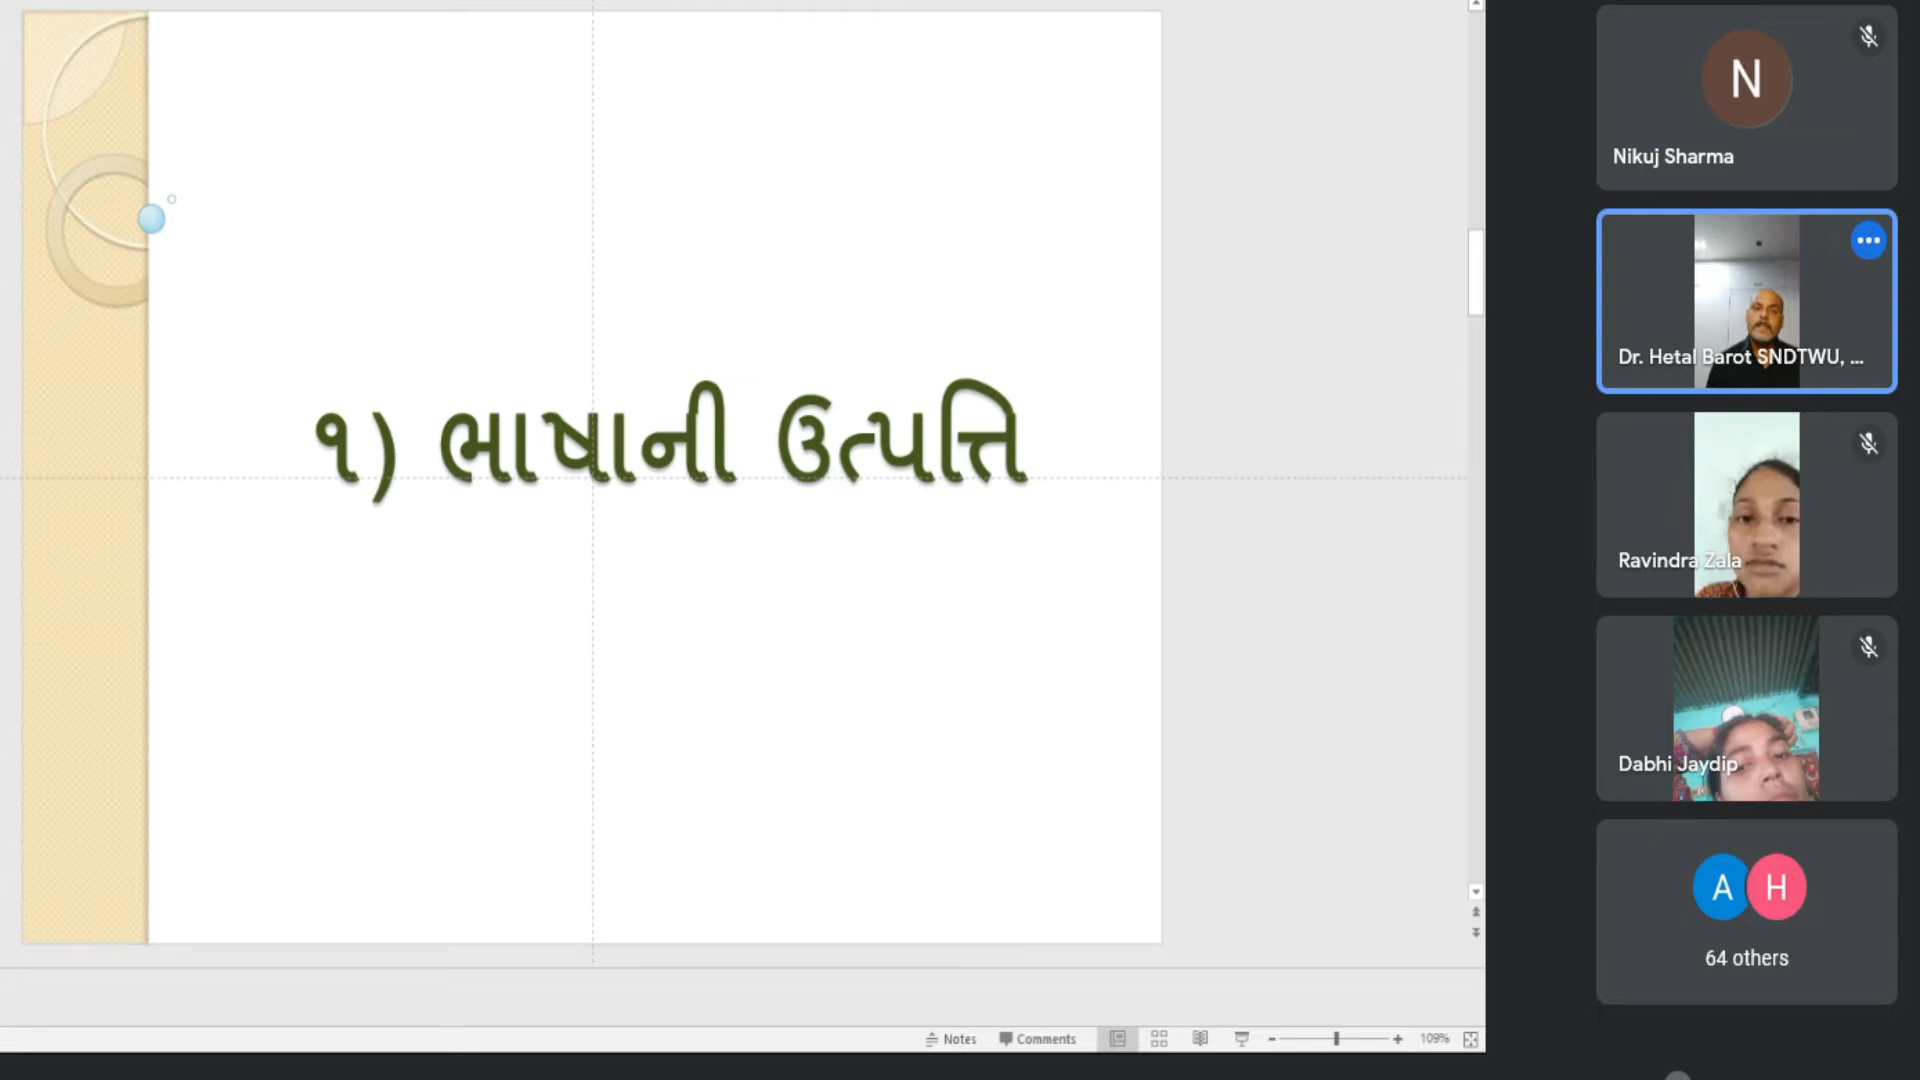 ૧) ભાષાની ઉત્પત્તિ
N
Nikuj Sharma
Dr. Hetal Barot SNDTWU, ...
Ravindra Zala
Dabhi Jaydip
A H
64 others
Notes Comments 109%